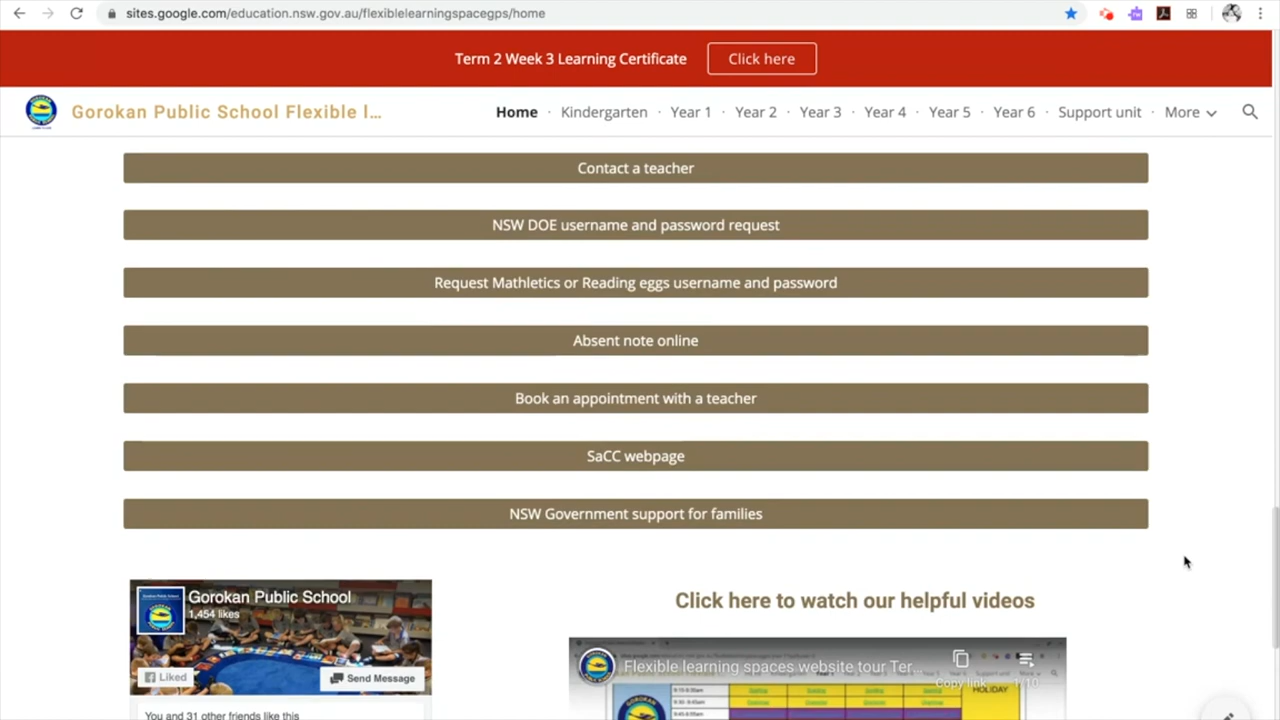 sites.google.com/education.nsw.gov.au/flexiblelearningspacegps/home
Term 2 Week 3 Learning Certificate
Click here
Gorokan Public School Flexible l...
Home · Kindergarten · Year 1 · Year 2 · Year 3 · Year 4 · Year 5 · Year 6 · Support unit · More
Contact a teacher
NSW DOE username and password request
Request Mathletics or Reading eggs username and password
Absent note online
Book an appointment with a teacher
SaCC webpage
NSW Government support for families
Gorokan Public School
1,454 likes
Liked
Send Message
You and 31 other friends like this
Click here to watch our helpful videos
Flexible learning spaces website tour Ter...
Copy link
1/10
HOLIDAY
GOROKAN